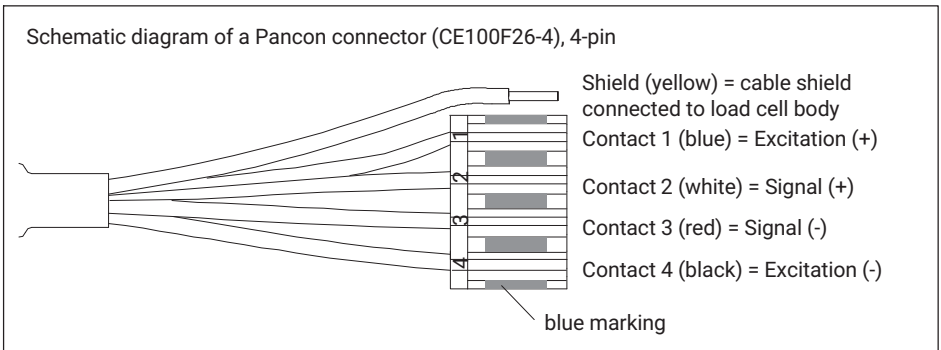 Schematic diagram of a Pancon connector (CE100F26-4), 4-pin
Shield (yellow) = cable shield
connected to load cell body
1
Contact 1 (blue) = Excitation (+)
2
Contact 2 (white) = Signal (+)
3
Contact 3 (red) = Signal (-)
4
Contact 4 (black) = Excitation (-)
blue marking